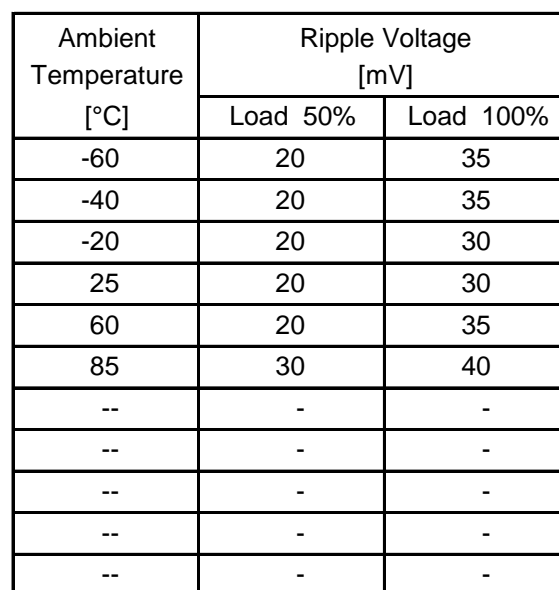 Ambient Temperature [°C] Ripple Voltage [mV]
Load 50% Load 100%
-60 20 35
-40 20 35
-20 20 30
25 20 30
60 20 35
85 30 40
-- - -
-- - -
-- - -
-- - -
-- - -